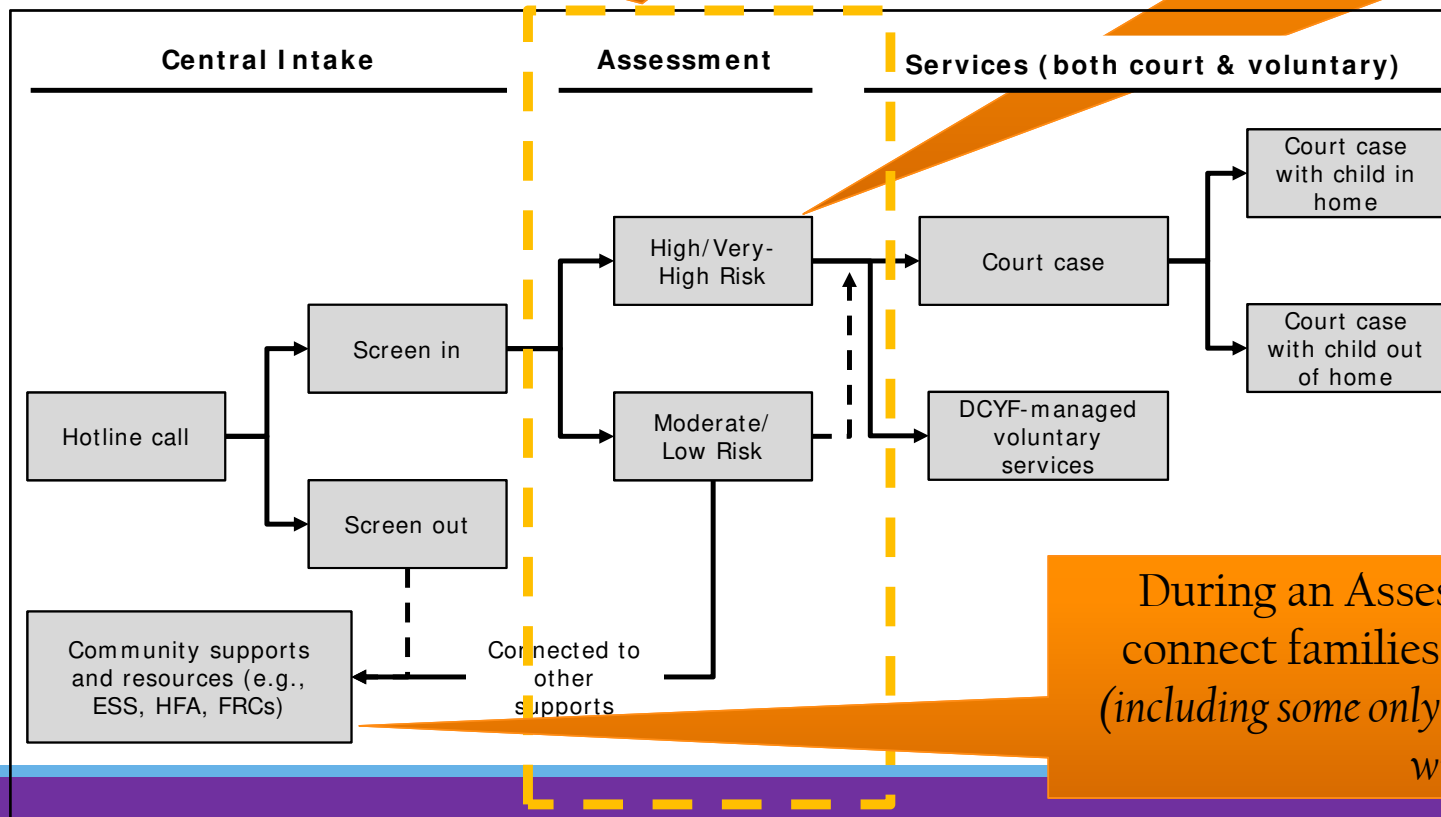 Central Intake
Assessment
Services (both court & voluntary)
Court case
with child in
home
High/Very-
High Risk
Court case
Screen in
Court case
with child out
of home
Hotline call
Moderate/
Low Risk
DCYF-managed
voluntary
services
Screen out
Community supports
and resources (e.g.,
ESS, HFA, FRCs)
Connected to
other
supports
During an Asses
connect families
(including some only
w